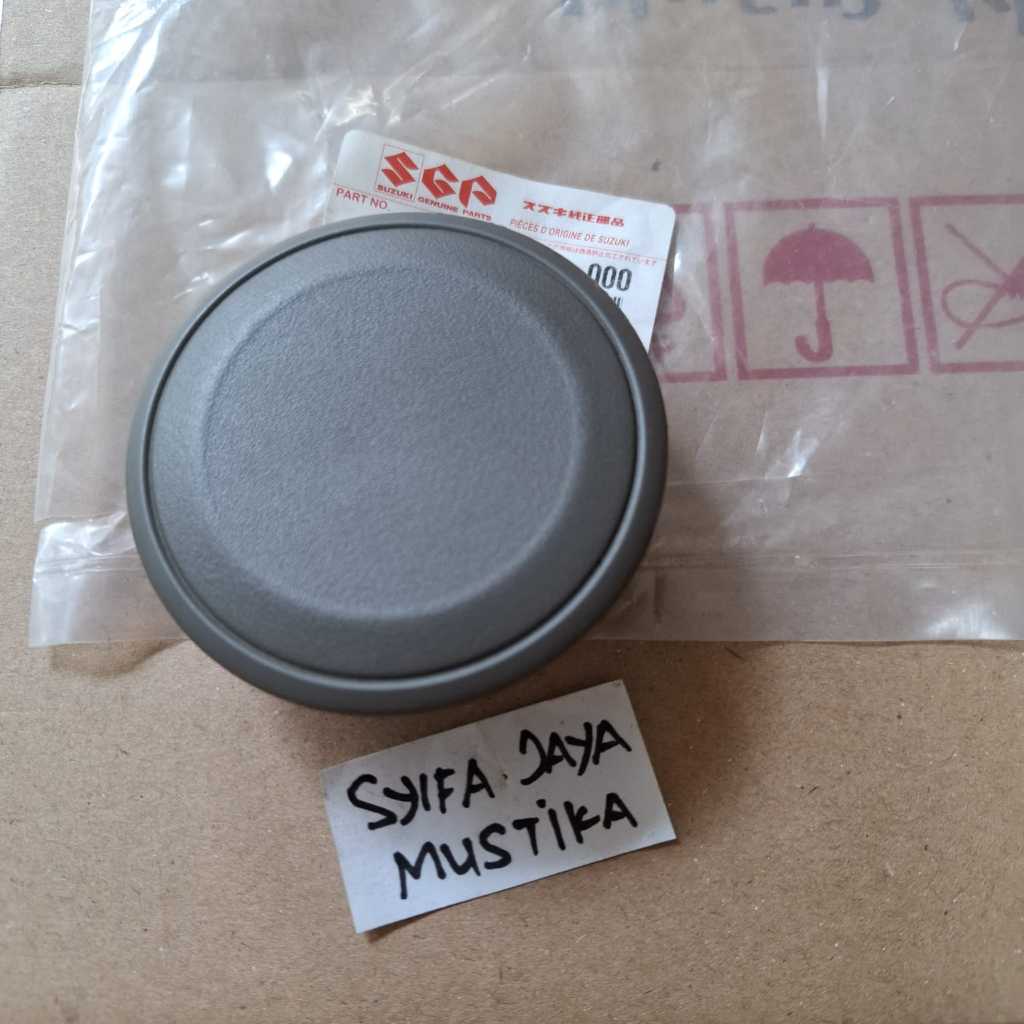 SGP
SUZUKI GENUINE PARTS
スズキ純正部品
PART NO.
PIÈCES D'ORIGINE DE SUZUKI
000
SYIFA JAYA
MUSTIKA